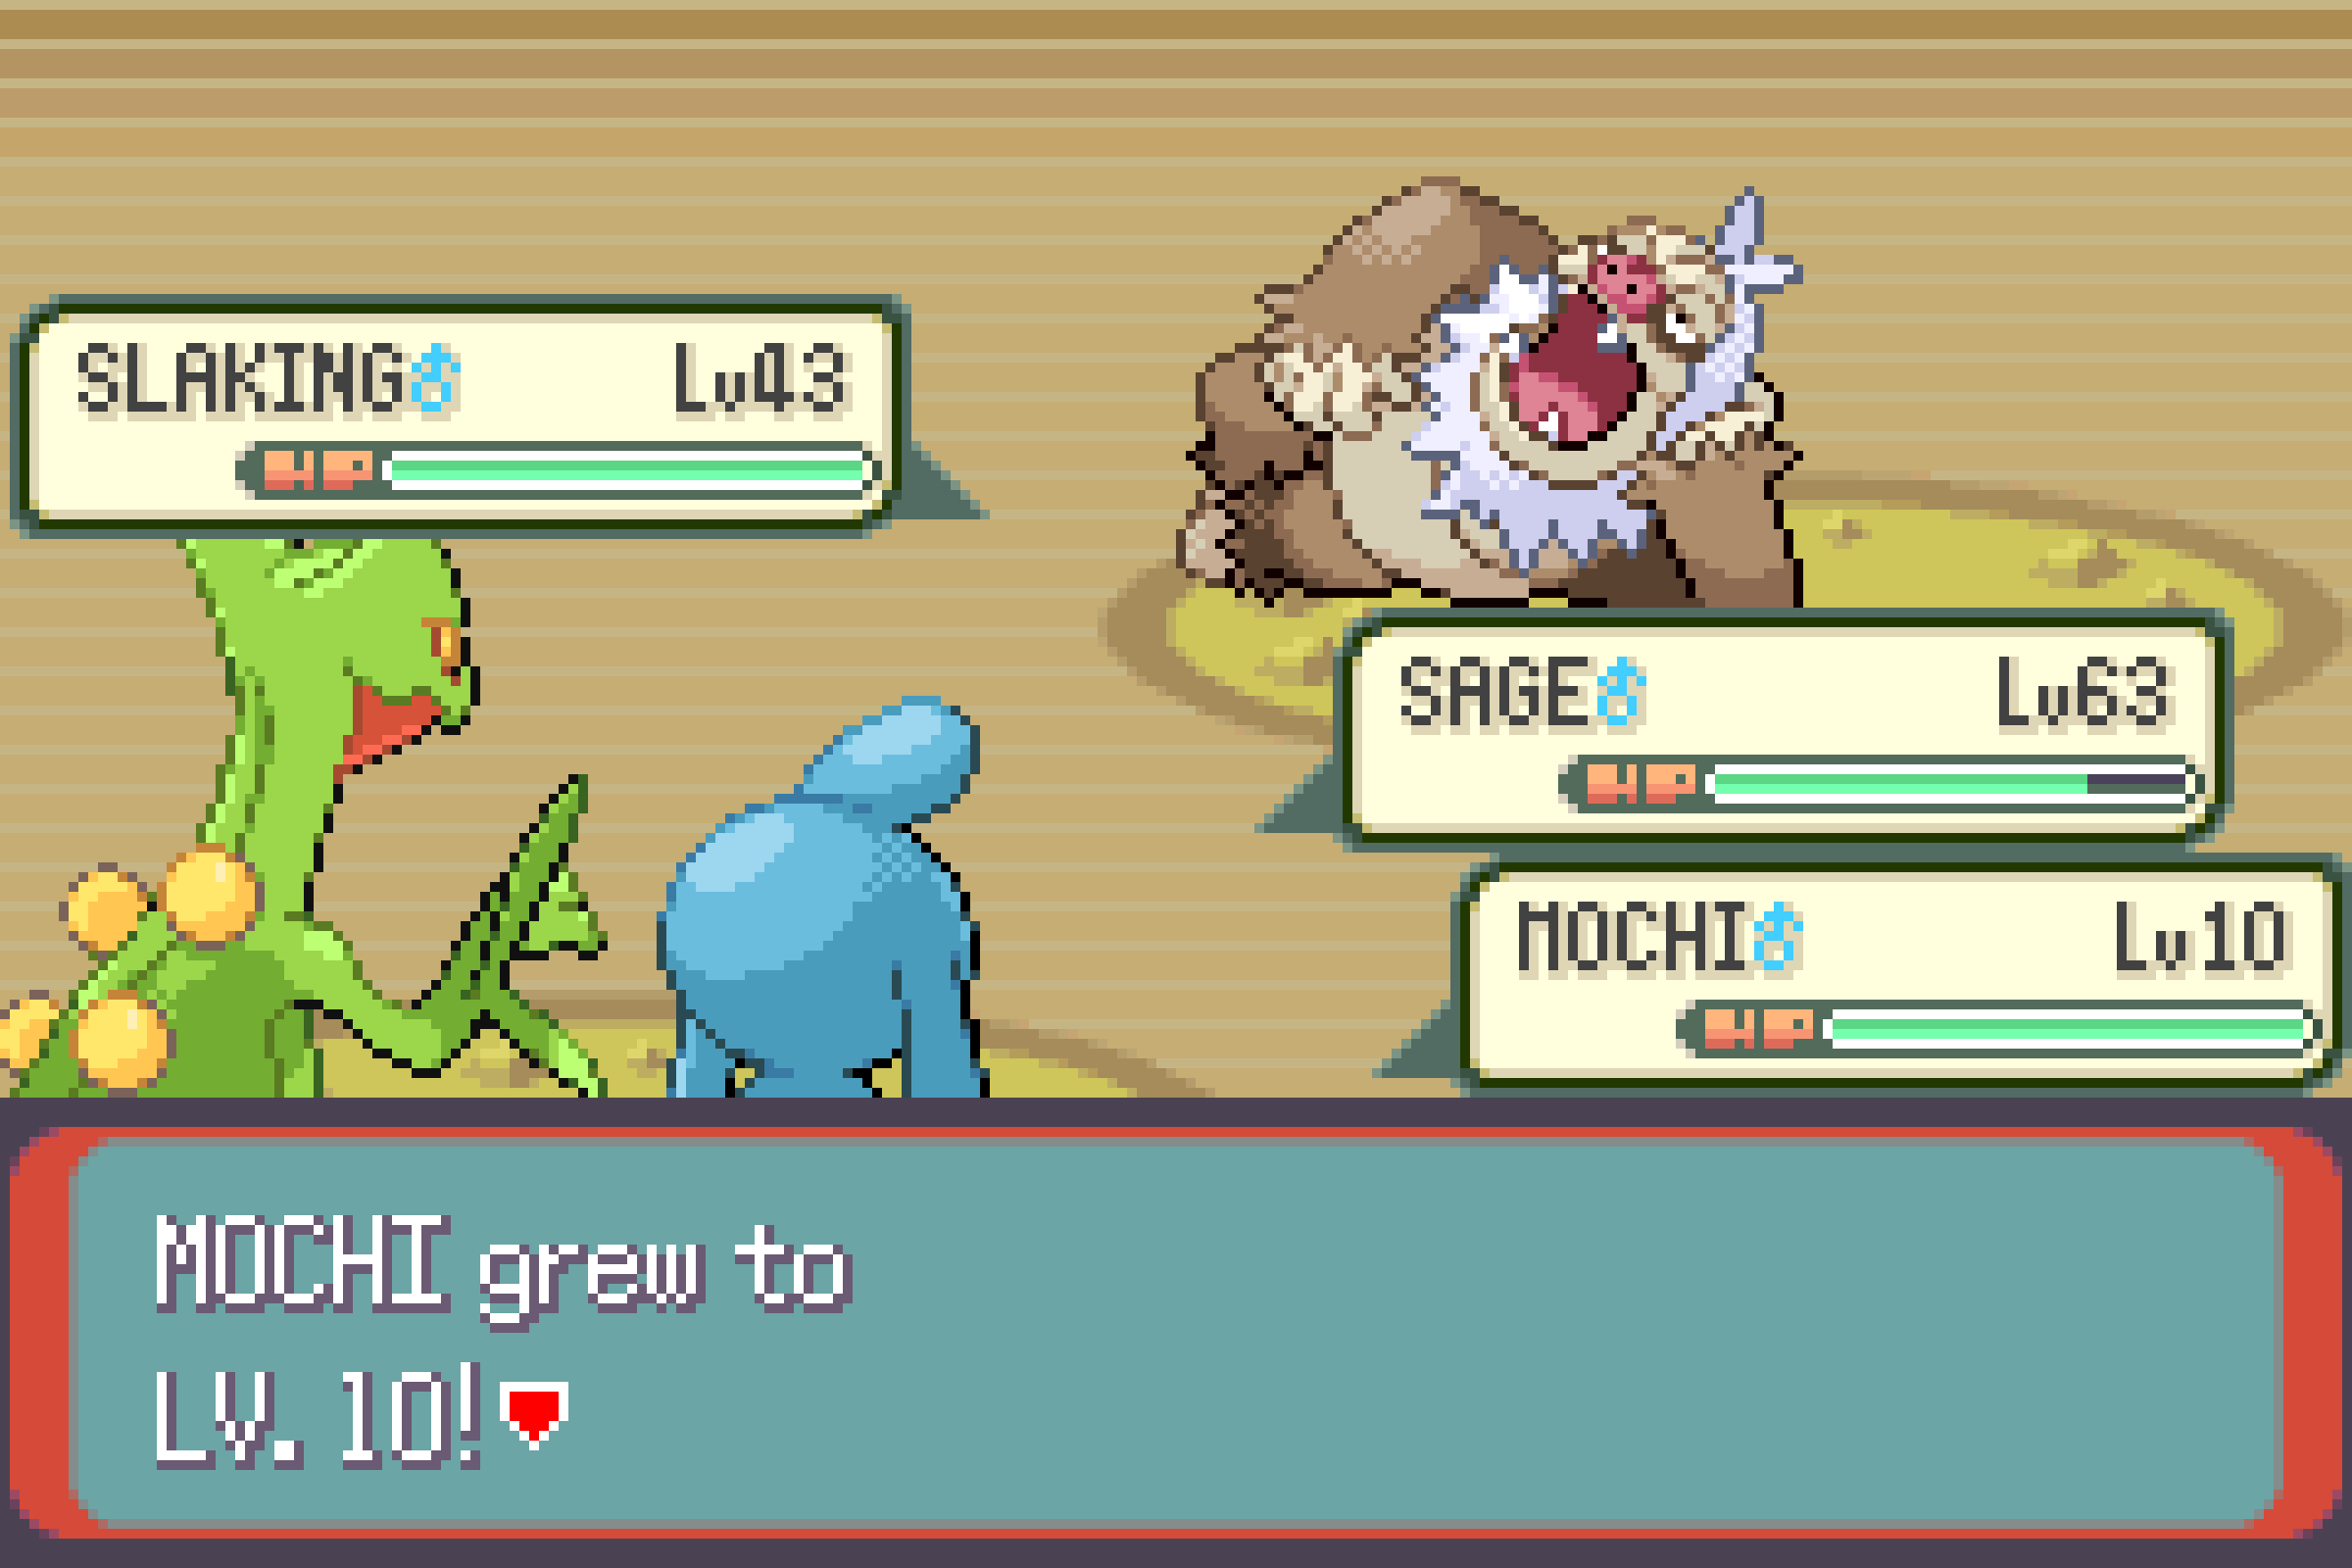 SLAKING♂ Lv43
HP
SAGE♂ Lv63
HP
MOCHI♂ Lv10
HP
MOCHI grew to
LV. 10!♥